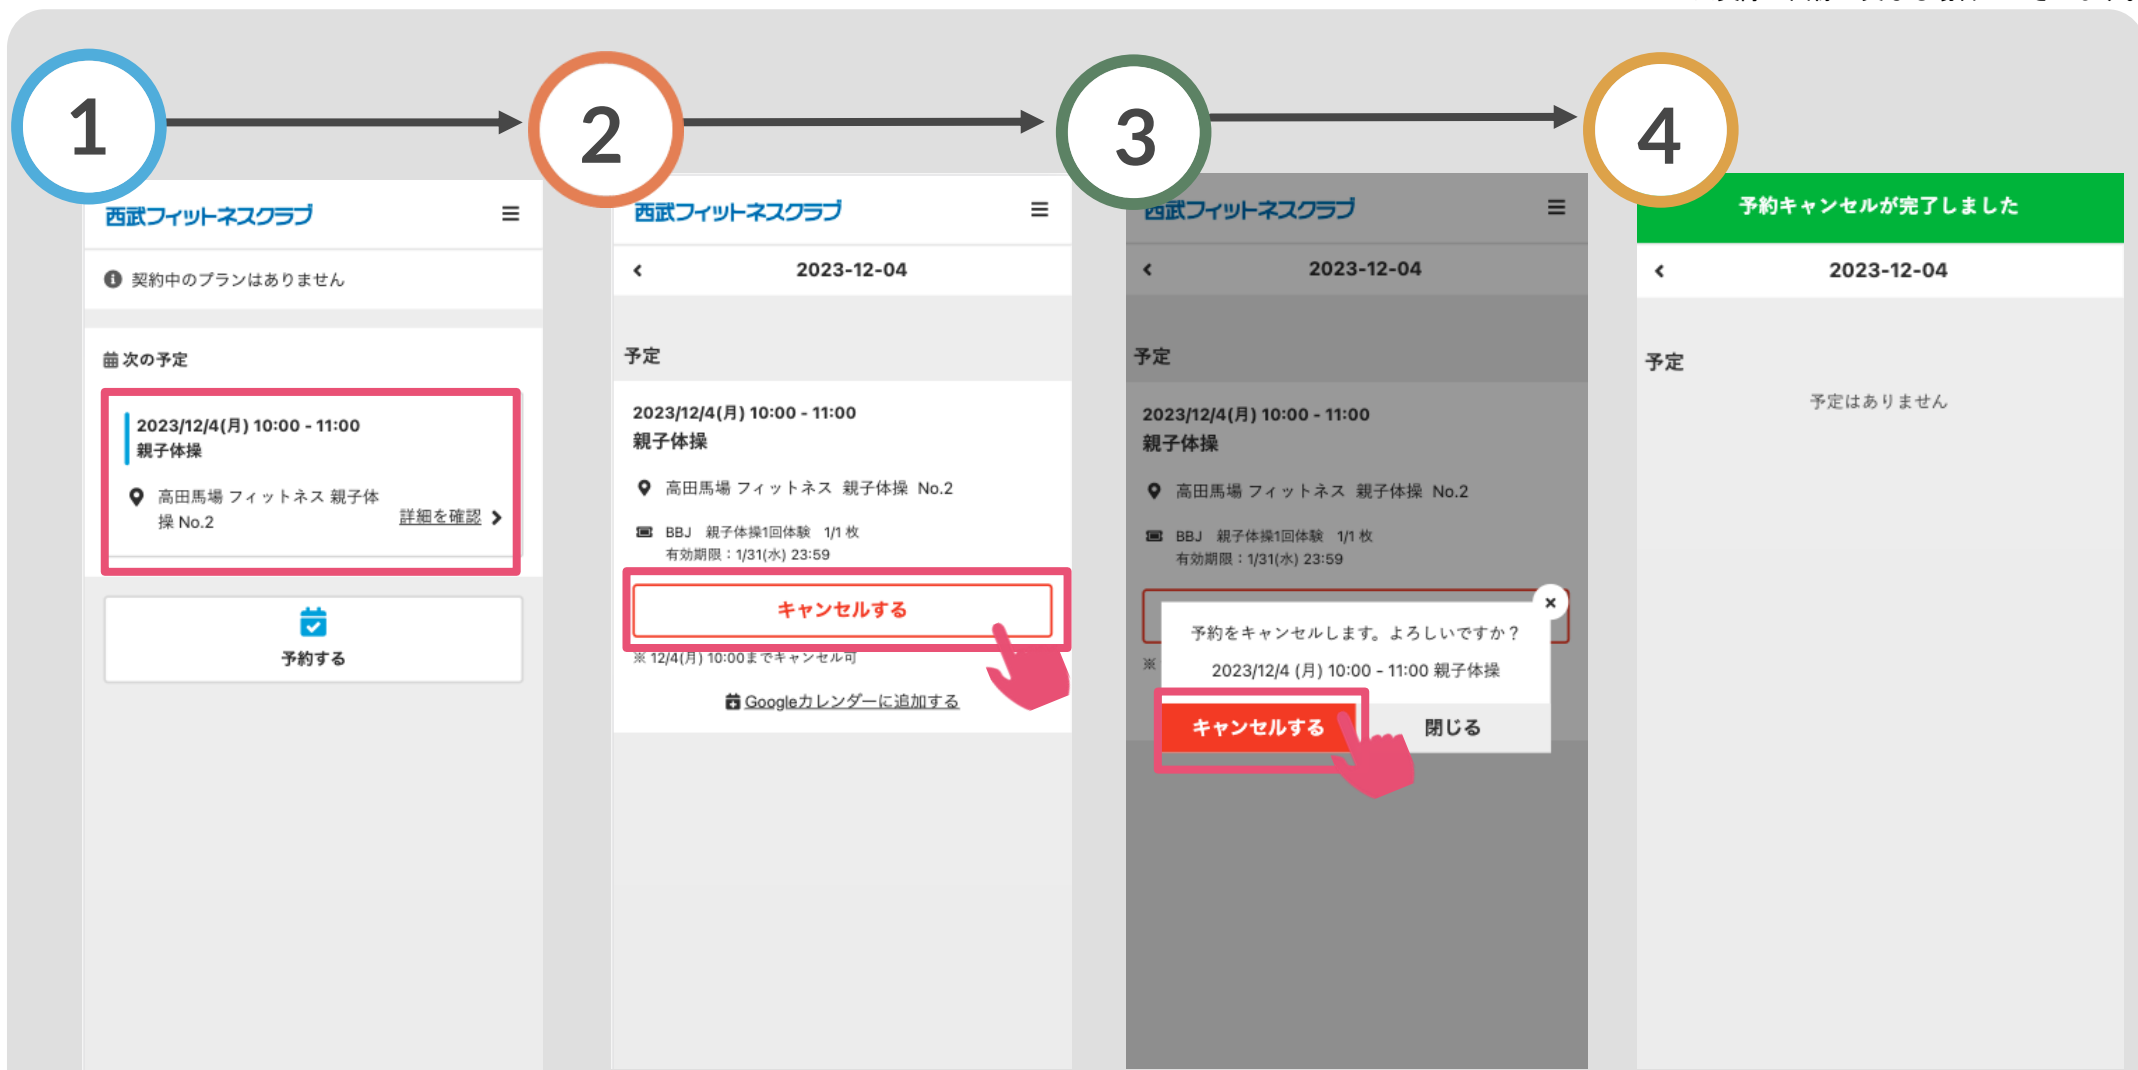 1
2
3
4
西武フィットネスクラブ
契約中のプランはありません
次の予定
2023/12/4(月) 10:00 - 11:00
親子体操
高田馬場 フィットネス 親子体
操 No.2
詳細を確認
予約する
西武フィットネスクラブ
2023-12-04
予定
2023/12/4(月) 10:00 - 11:00
親子体操
高田馬場 フィットネス 親子体操 No.2
BBJ 親子体操1回体験 1/1 枚
有効期限：1/31(水) 23:59
キャンセルする
※ 12/4(月) 10:00までキャンセル可
Googleカレンダーに追加する
西武フィットネスクラブ
2023-12-04
予定
2023/12/4(月) 10:00 - 11:00
親子体操
高田馬場 フィットネス 親子体操 No.2
BBJ 親子体操1回体験 1/1 枚
有効期限：1/31(水) 23:59
※
予約をキャンセルします。よろしいですか？
2023/12/4 (月) 10:00 - 11:00 親子体操
キャンセルする
閉じる
予約キャンセルが完了しました
2023-12-04
予定
予定はありません